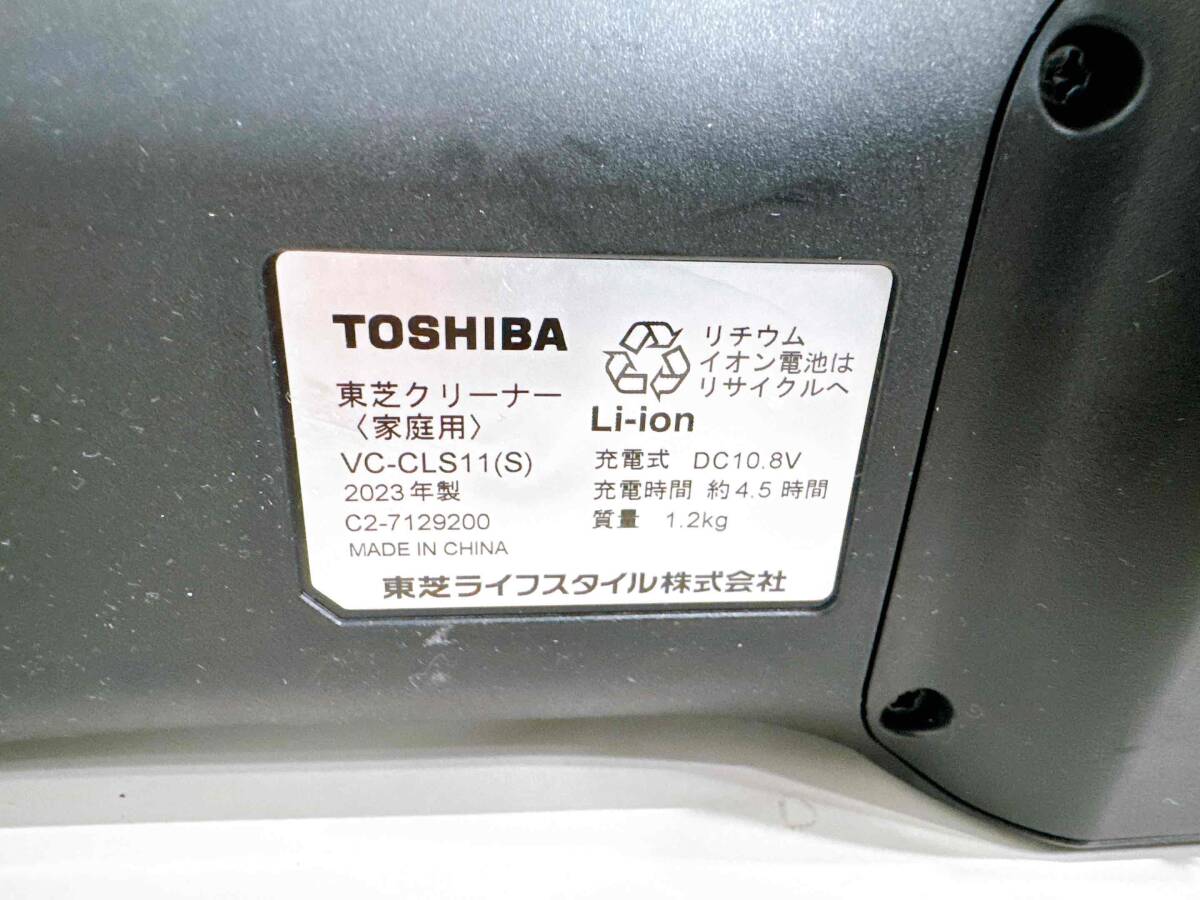 TOSHIBA
東芝クリーナー
〈家庭用〉
VC-CLS11(S)
2023年製
C2-7129200
MADE IN CHINA
リチウム
イオン電池は
リサイクルへ
Li-ion
充電式 DC10.8V
充電時間 約4.5時間
質量 1.2kg
東芝ライフスタイル株式会社